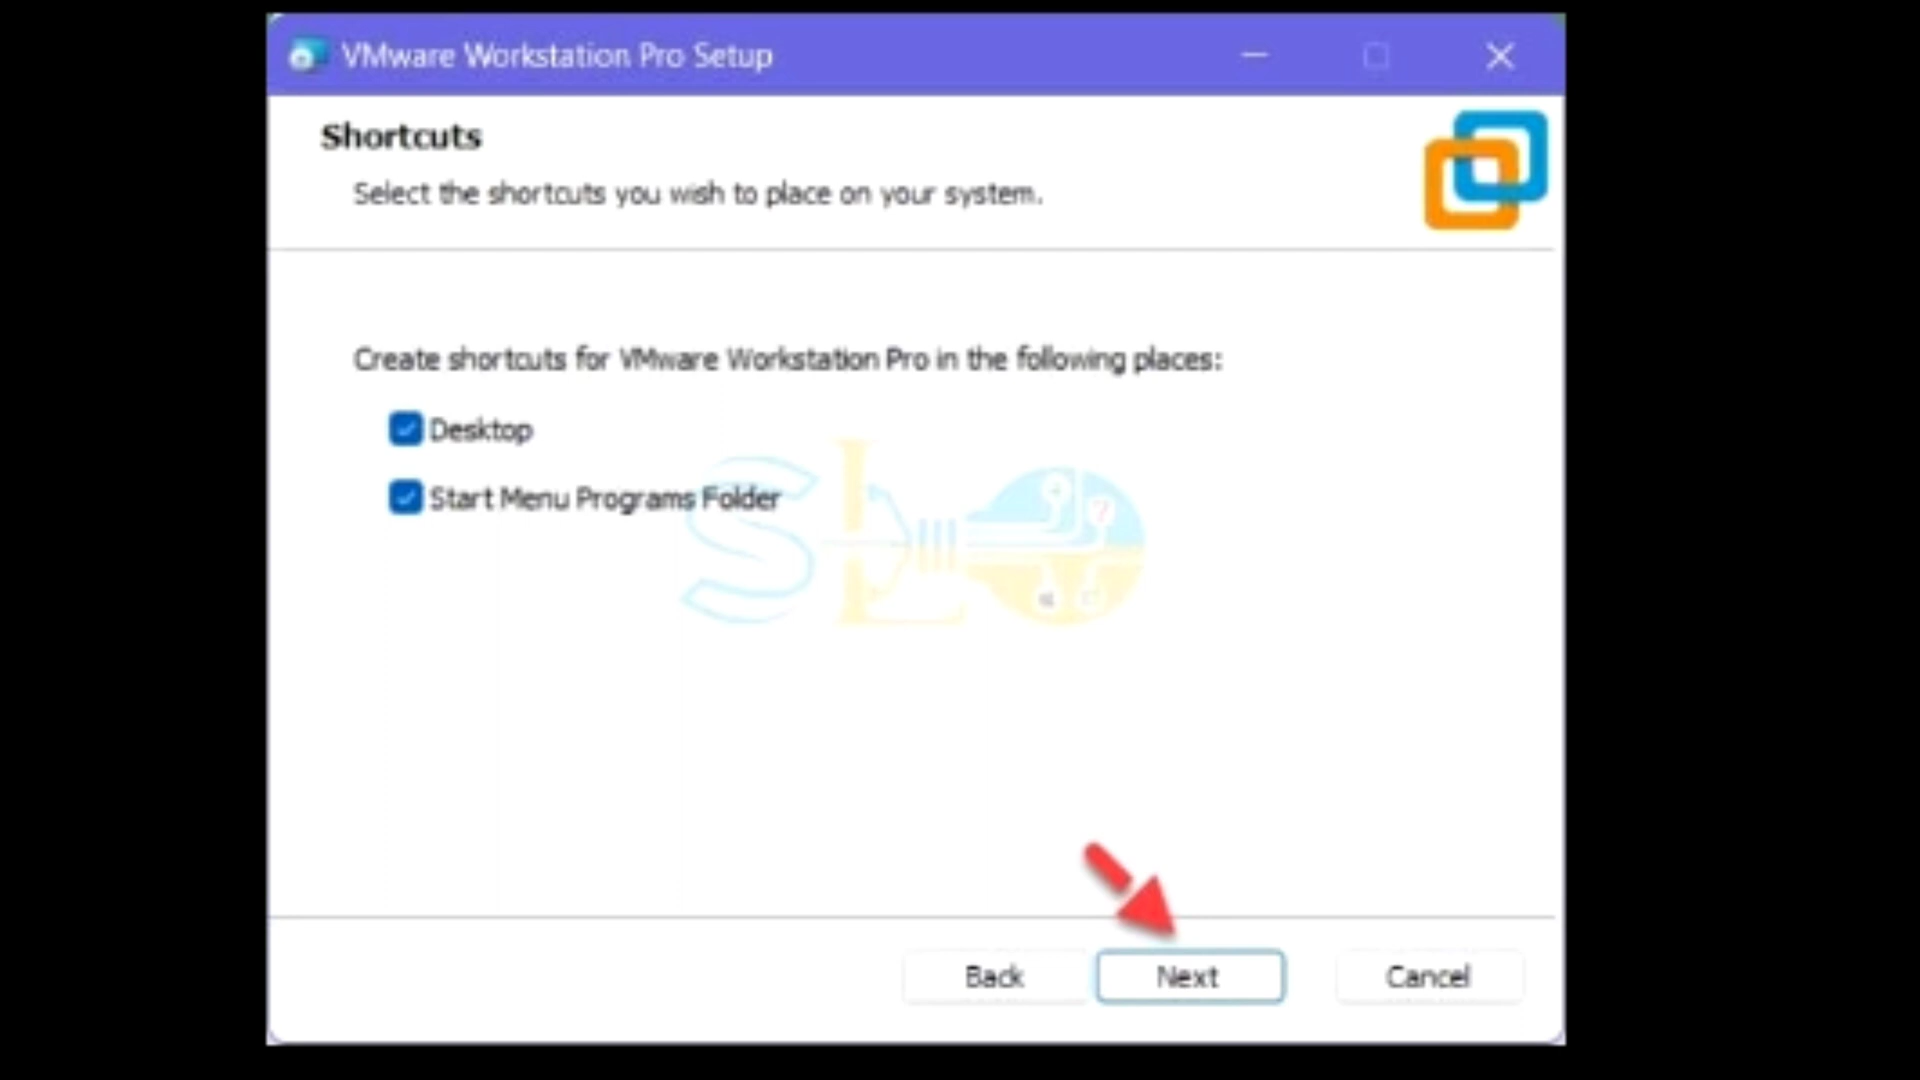 VMware Workstation Pro Setup
Shortcuts
Select the shortcuts you wish to place on your system.
Create shortcuts for VMware Workstation Pro in the following places:
Desktop
Start Menu Programs Folder
SL
?
Back Next Cancel